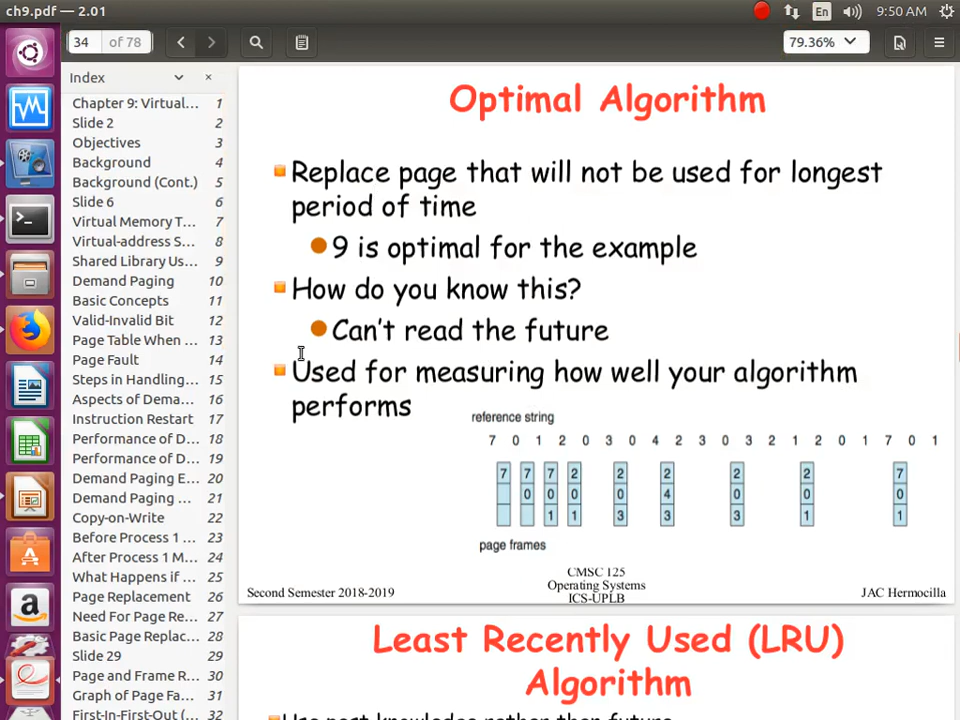 ch9.pdf — 2.01
En
9:50 AM
34 of 78
79.36%
Index
Chapter 9: Virtual... 1
Slide 2 2
Objectives 3
Background 4
Background (Cont.) 5
Slide 6 6
Virtual Memory T... 7
Virtual-address S... 8
Shared Library Us... 9
Demand Paging 10
Basic Concepts 11
Valid-Invalid Bit 12
Page Table When ... 13
Page Fault 14
Steps in Handling... 15
Aspects of Dema... 16
Instruction Restart 17
Performance of D... 18
Performance of D... 19
Demand Paging E... 20
Demand Paging ... 21
Copy-on-Write 22
Before Process 1 ... 23
After Process 1 M... 24
What Happens if ... 25
Page Replacement 26
Need For Page Re... 27
Basic Page Replac... 28
Slide 29 29
Page and Frame R... 30
Graph of Page Fa... 31
First-In-First-Out (... 32
Optimal Algorithm
Replace page that will not be used for longest
period of time
9 is optimal for the example
How do you know this?
Can't read the future
Used for measuring how well your algorithm
performs
reference string
7 0 1 2 0 3 0 4 2 3 0 3 2 1 2 0 1 7 0 1
7 7 7 2 2 2 2 2 7
0 0 0 0 4 0 0 0
1 1 3 3 3 1 1
page frames
CMSC 125
Operating Systems
ICS-UPLB
Second Semester 2018-2019
JAC Hermocilla
Least Recently Used (LRU)
Algorithm
Use past knowledge rather than future